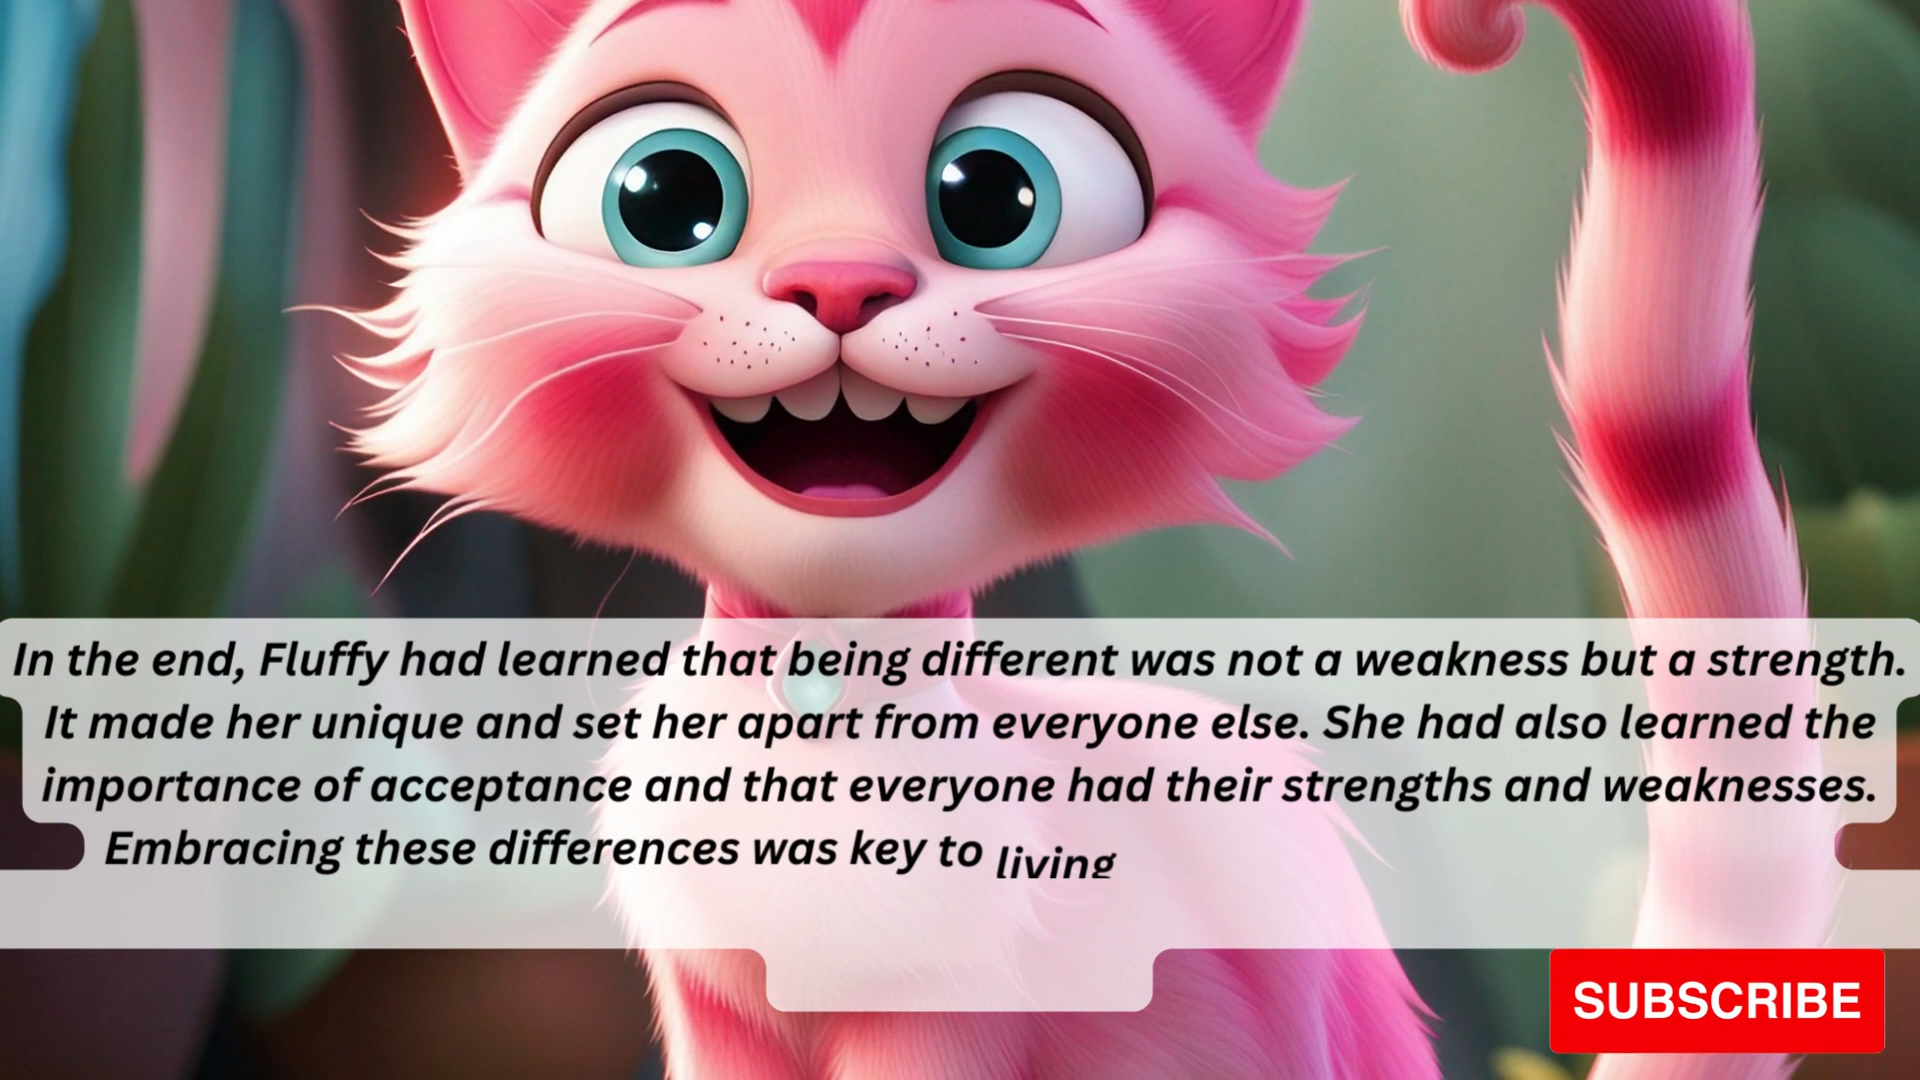 In the end, Fluffy had learned that being different was not a weakness but a strength.
It made her unique and set her apart from everyone else. She had also learned the
importance of acceptance and that everyone had their strengths and weaknesses.
Embracing these differences was key to living
SUBSCRIBE